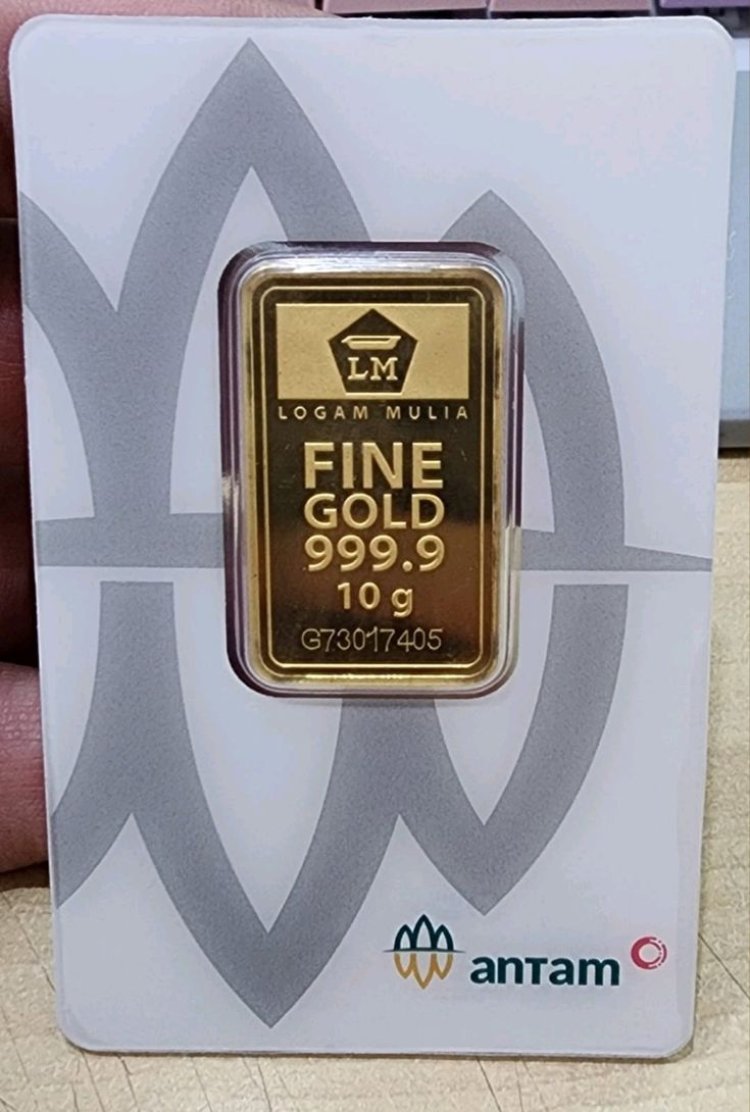 LM
LOGAM MULIA
FINE
GOLD
999.9
10 g
G73017405
antam